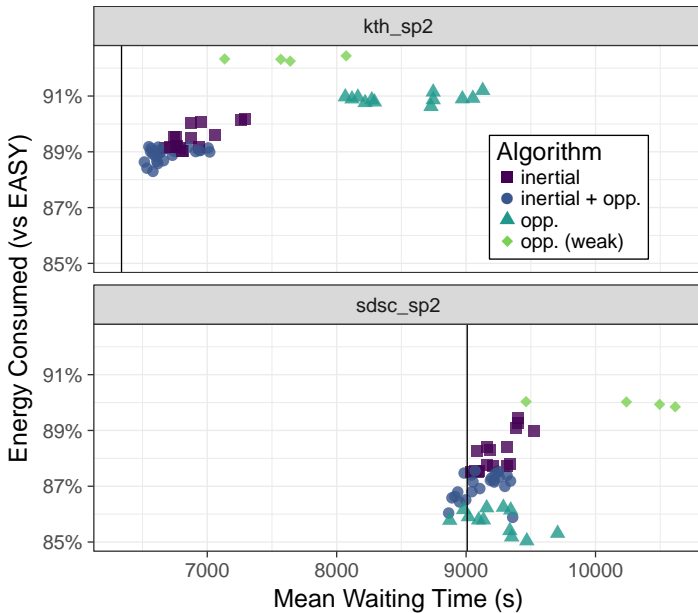 kth_sp2
91%
89%
87%
85%
Algorithm
inertial
inertial + opp.
opp.
opp. (weak)
sdsc_sp2
91%
89%
87%
85%
Energy Consumed (vs EASY)
7000 8000 9000 10000
Mean Waiting Time (s)